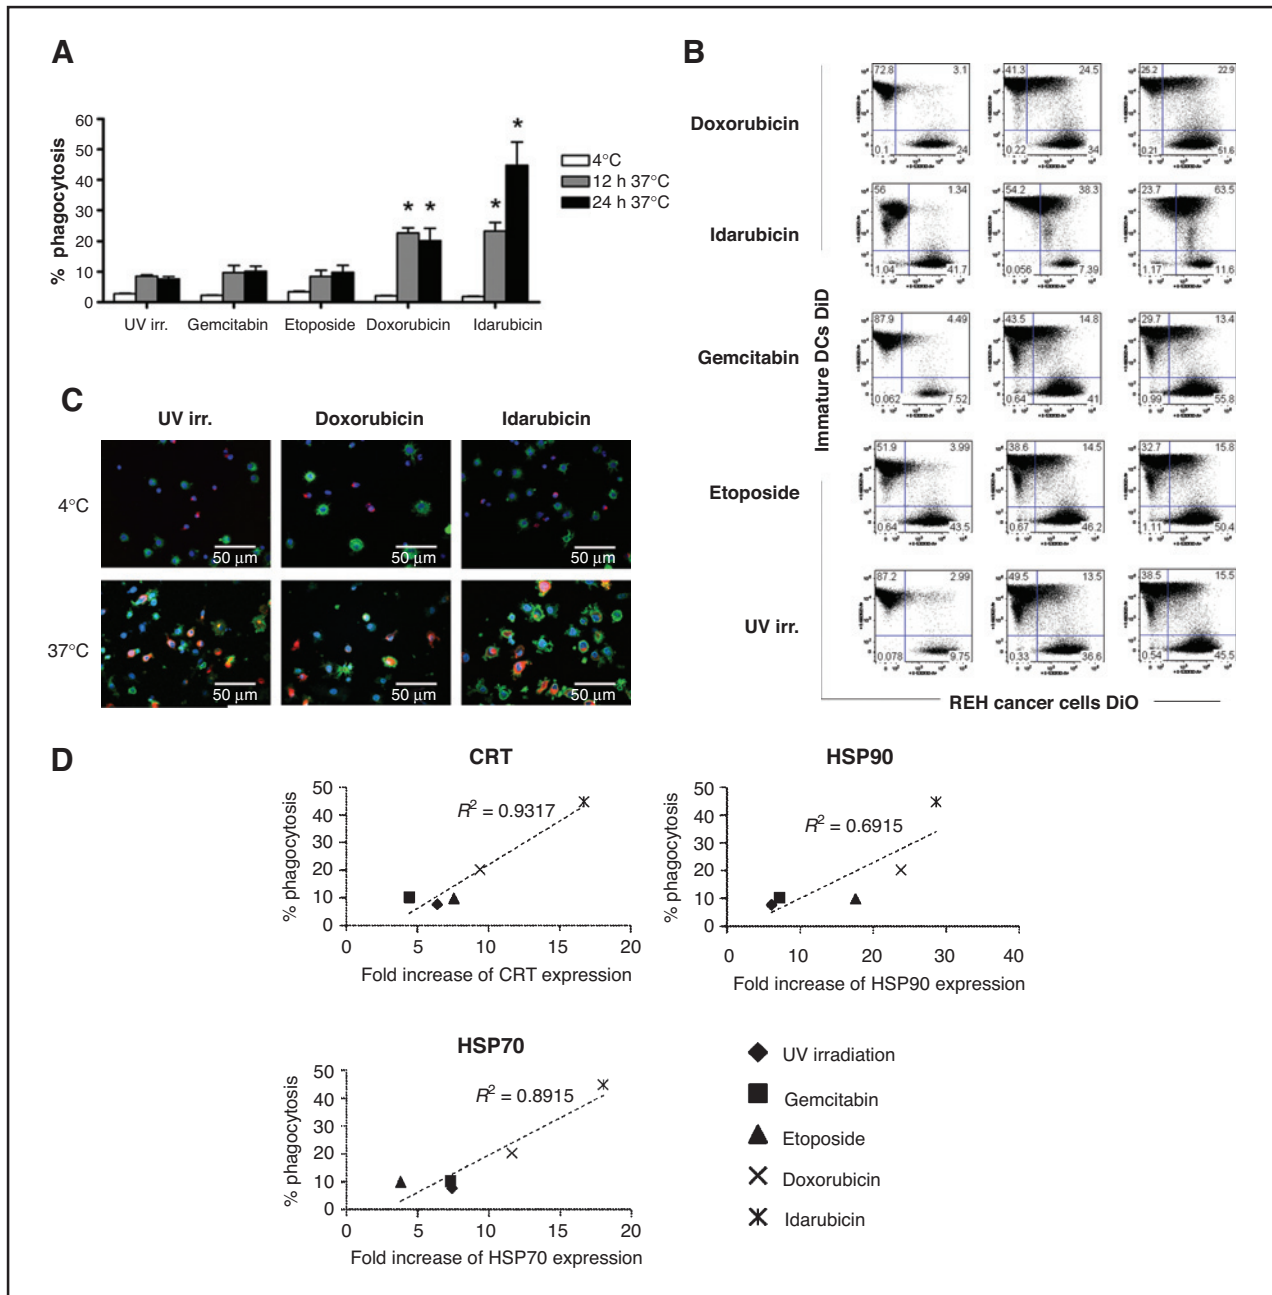 A
% phagocytosis
60
50
40
30
20
10
0
* * * *
4°C
12 h 37°C
24 h 37°C
UV irr. Gemcitabin Etoposide Doxorubicin Idarubicin
B
Immature DCs DiD
Doxorubicin
72.8 3.1
0.1 24
41.3 24.5
0.22 34
25.2 22.9
0.21 51.6
Idarubicin
56 1.34
1.04 41.7
54.2 38.3
0.056 7.39
23.7 63.5
1.17 11.6
Gemcitabin
87.9 4.49
0.062 7.52
43.5 14.8
0.64 41
29.7 13.4
0.99 55.8
Etoposide
51.9 3.99
0.64 43.5
38.6 14.5
0.67 46.2
32.7 15.8
1.11 50.4
UV irr.
87.2 2.99
0.078 9.75
49.5 13.5
0.33 36.6
38.5 15.5
0.54 45.5
REH cancer cells DiO
C
UV irr. Doxorubicin Idarubicin
4°C
50 µm 50 µm 50 µm
37°C
50 µm 50 µm 50 µm
D
CRT
% phagocytosis
50
40
30
20
10
0
R² = 0.9317
0 5 10 15 20
Fold increase of CRT expression
HSP90
% phagocytosis
50
40
30
20
10
0
R² = 0.6915
0 10 20 30 40
Fold increase of HSP90 expression
HSP70
% phagocytosis
50
40
30
20
10
0
R² = 0.8915
0 5 10 15 20
Fold increase of HSP70 expression
UV irradiation
Gemcitabin
Etoposide
Doxorubicin
Idarubicin